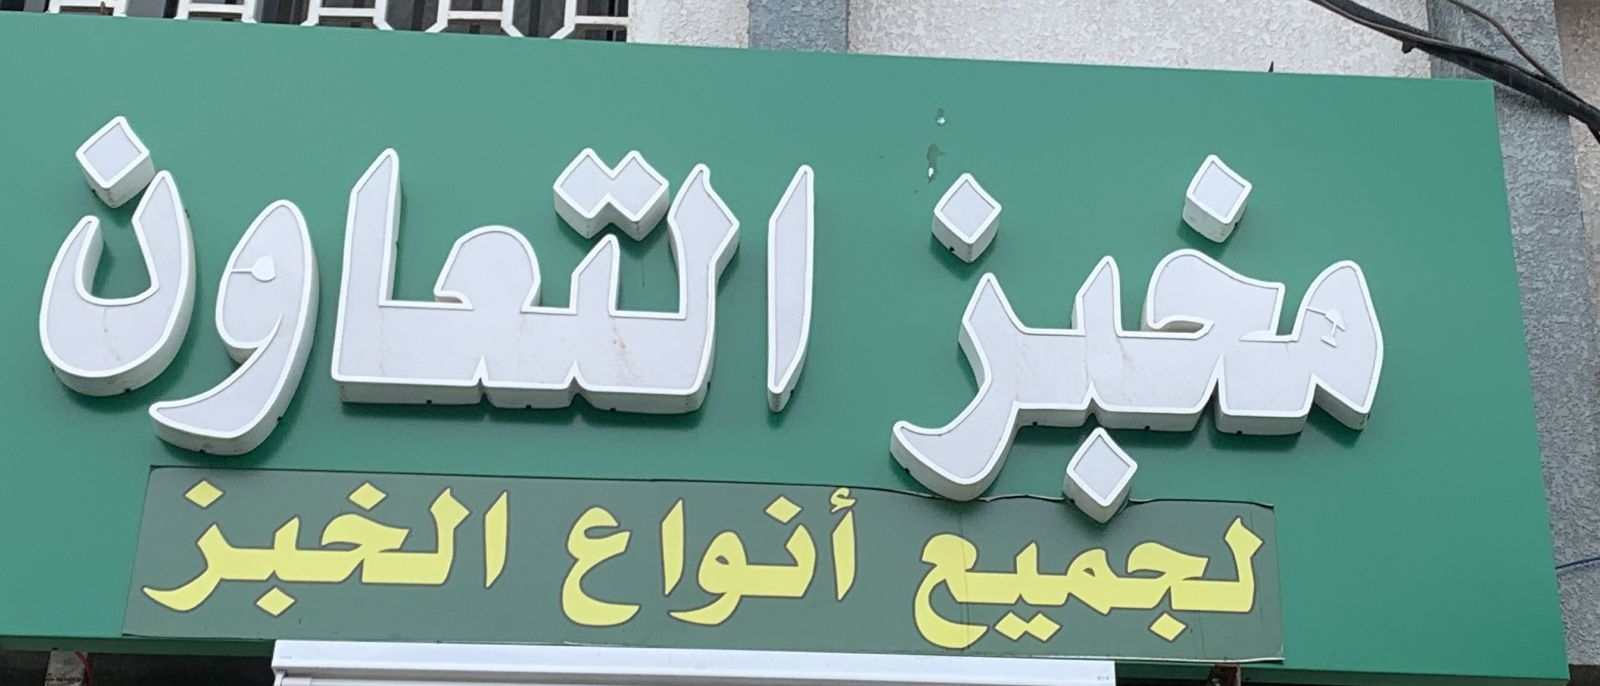 مخبز التعاون
لجميع أنواع الخبز